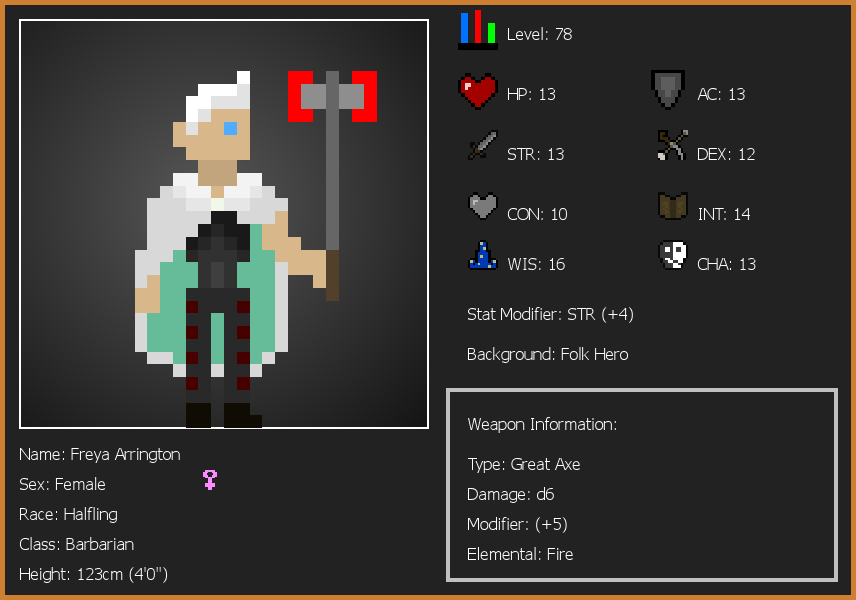 Level: 78
HP: 13
AC: 13
STR: 13
DEX: 12
CON: 10
INT: 14
WIS: 16
CHA: 13
Stat Modifier: STR (+4)
Background: Folk Hero
Weapon Information:
Type: Great Axe
Damage: d6
Modifier: (+5)
Elemental: Fire
Name: Freya Arrington
Sex: Female
Race: Halfling
Class: Barbarian
Height: 123cm (4'0")